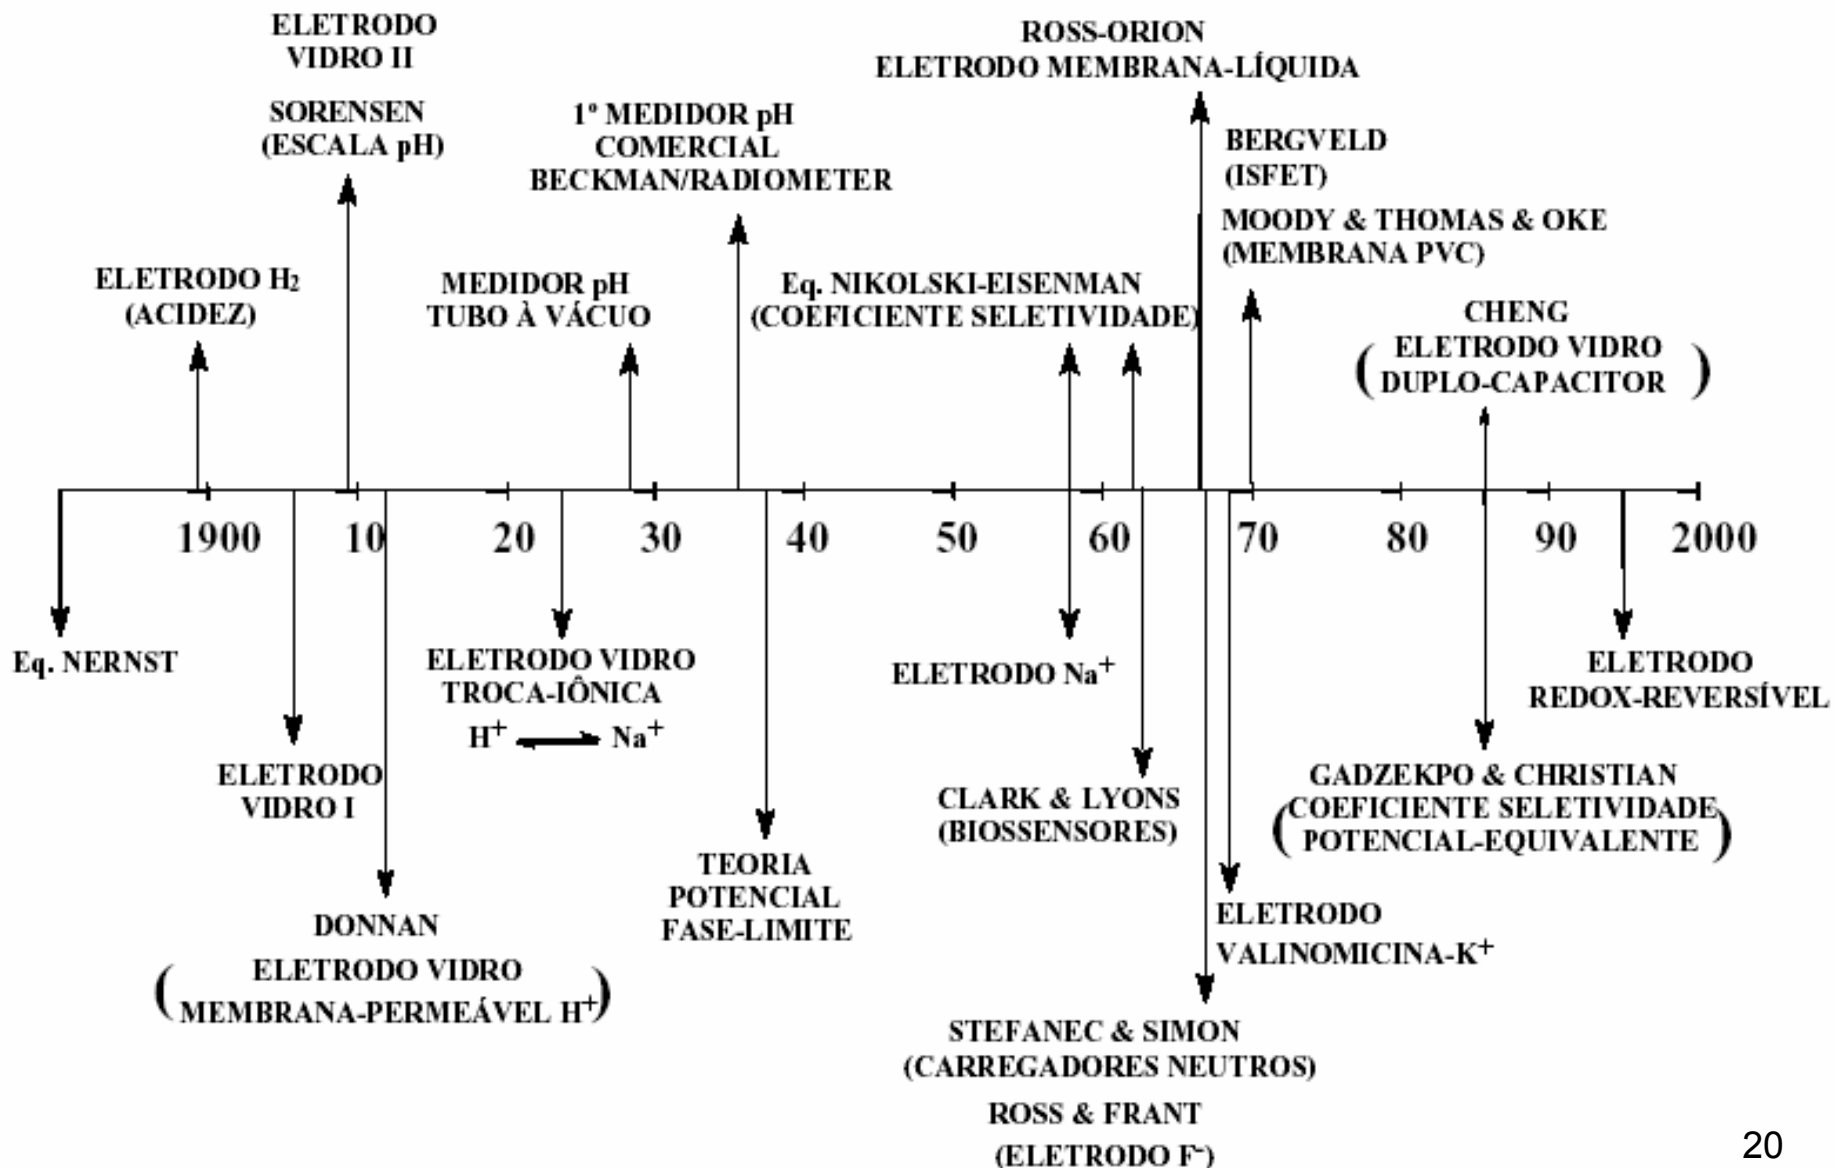 ELETRODO
VIDRO II
SORENSEN
(ESCALA pH)
ELETRODO H2
(ACIDEZ)
MEDIDOR pH
TUBO À VÁCUO
1º MEDIDOR pH
COMERCIAL
BECKMAN/RADIOMETER
Eq. NIKOLSKI-EISENMAN
(COEFICIENTE SELETIVIDADE)
ROSS-ORION
ELETRODO MEMBRANA-LÍQUIDA
BERGVELD
(ISFET)
MOODY & THOMAS & OKE
(MEMBRANA PVC)
CHENG
(ELETRODO VIDRO
DUPLO-CAPACITOR)
1900 10 20 30 40 50 60 70 80 90 2000
Eq. NERNST
ELETRODO
VIDRO I
DONNAN
(ELETRODO VIDRO
MEMBRANA-PERMEÁVEL H+)
ELETRODO VIDRO
TROCA-IÔNICA
H+ Na+
TEORIA
POTENCIAL
FASE-LIMITE
ELETRODO Na+
CLARK & LYONS
(BIOSSENSORES)
STEFANEC & SIMON
(CARREGADORES NEUTROS)
ROSS & FRANT
(ELETRODO F-)
ELETRODO
VALINOMICINA-K+
GADZEKPO & CHRISTIAN
(COEFICIENTE SELETIVIDADE
POTENCIAL-EQUIVALENTE)
ELETRODO
REDOX-REVERSÍVEL
20